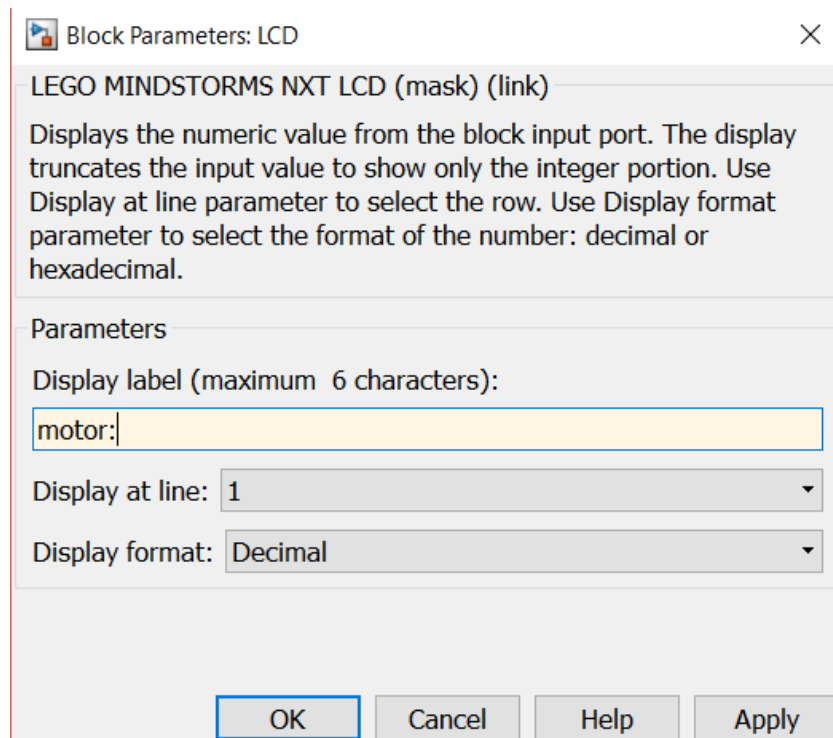 Block Parameters: LCD
LEGO MINDSTORMS NXT LCD (mask) (link)
Displays the numeric value from the block input port. The display
truncates the input value to show only the integer portion. Use
Display at line parameter to select the row. Use Display format
parameter to select the format of the number: decimal or
hexadecimal.
Parameters
Display label (maximum  6 characters):
motor:
Display at line: 1
Display format: Decimal
OK Cancel Help Apply